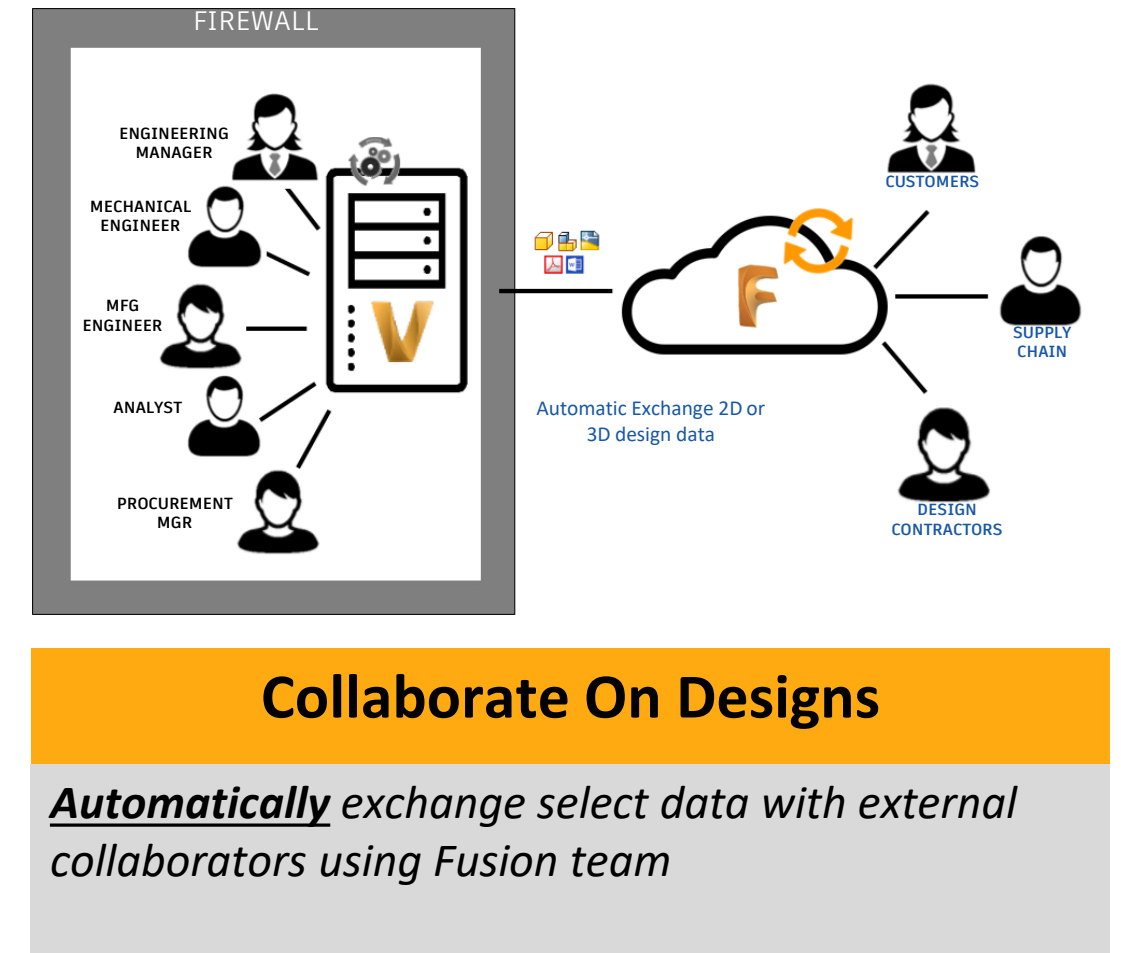 FIREWALL
ENGINEERING
MANAGER
MECHANICAL
ENGINEER
MFG
ENGINEER
ANALYST
PROCUREMENT
MGR
V
F
Automatic Exchange 2D or
3D design data
CUSTOMERS
SUPPLY
CHAIN
DESIGN
CONTRACTORS
Collaborate On Designs
Automatically exchange select data with external
collaborators using Fusion team